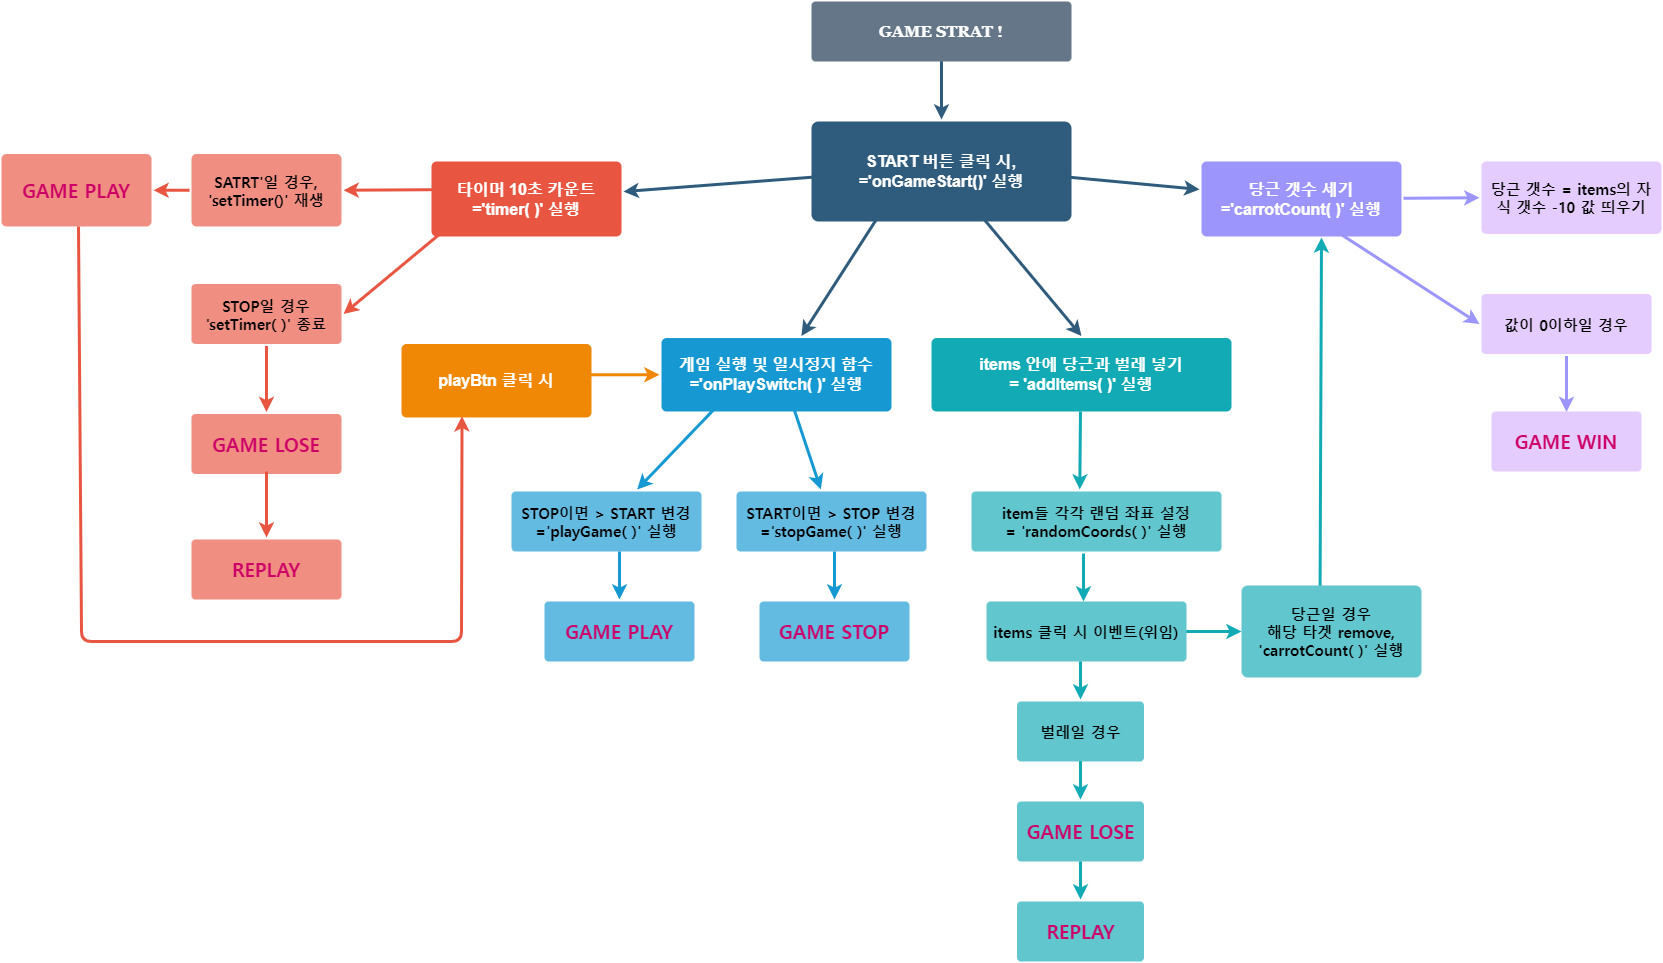 GAME STRAT !
START 버튼 클릭 시,
='onGameStart()' 실행
GAME PLAY
SATRT'일 경우,
'setTimer()' 재생
타이머 10초 카운트
='timer( )' 실행
당근 갯수 세기
='carrotCount( )' 실행
당근 갯수 = items의 자
식 갯수 -10 값 띄우기
STOP일 경우
'setTimer( )' 종료
값이 0이하일 경우
playBtn 클릭 시
게임 실행 및 일시정지 함수
='onPlaySwitch( )' 실행
items 안에 당근과 벌레 넣기
= 'addItems( )' 실행
GAME LOSE
GAME WIN
STOP이면 > START 변경
='playGame( )' 실행
START이면 > STOP 변경
='stopGame( )' 실행
item들 각각 랜덤 좌표 설정
= 'randomCoords( )' 실행
REPLAY
GAME PLAY
GAME STOP
items 클릭 시 이벤트(위임)
당근일 경우
해당 타겟 remove,
'carrotCount( )' 실행
벌레일 경우
GAME LOSE
REPLAY